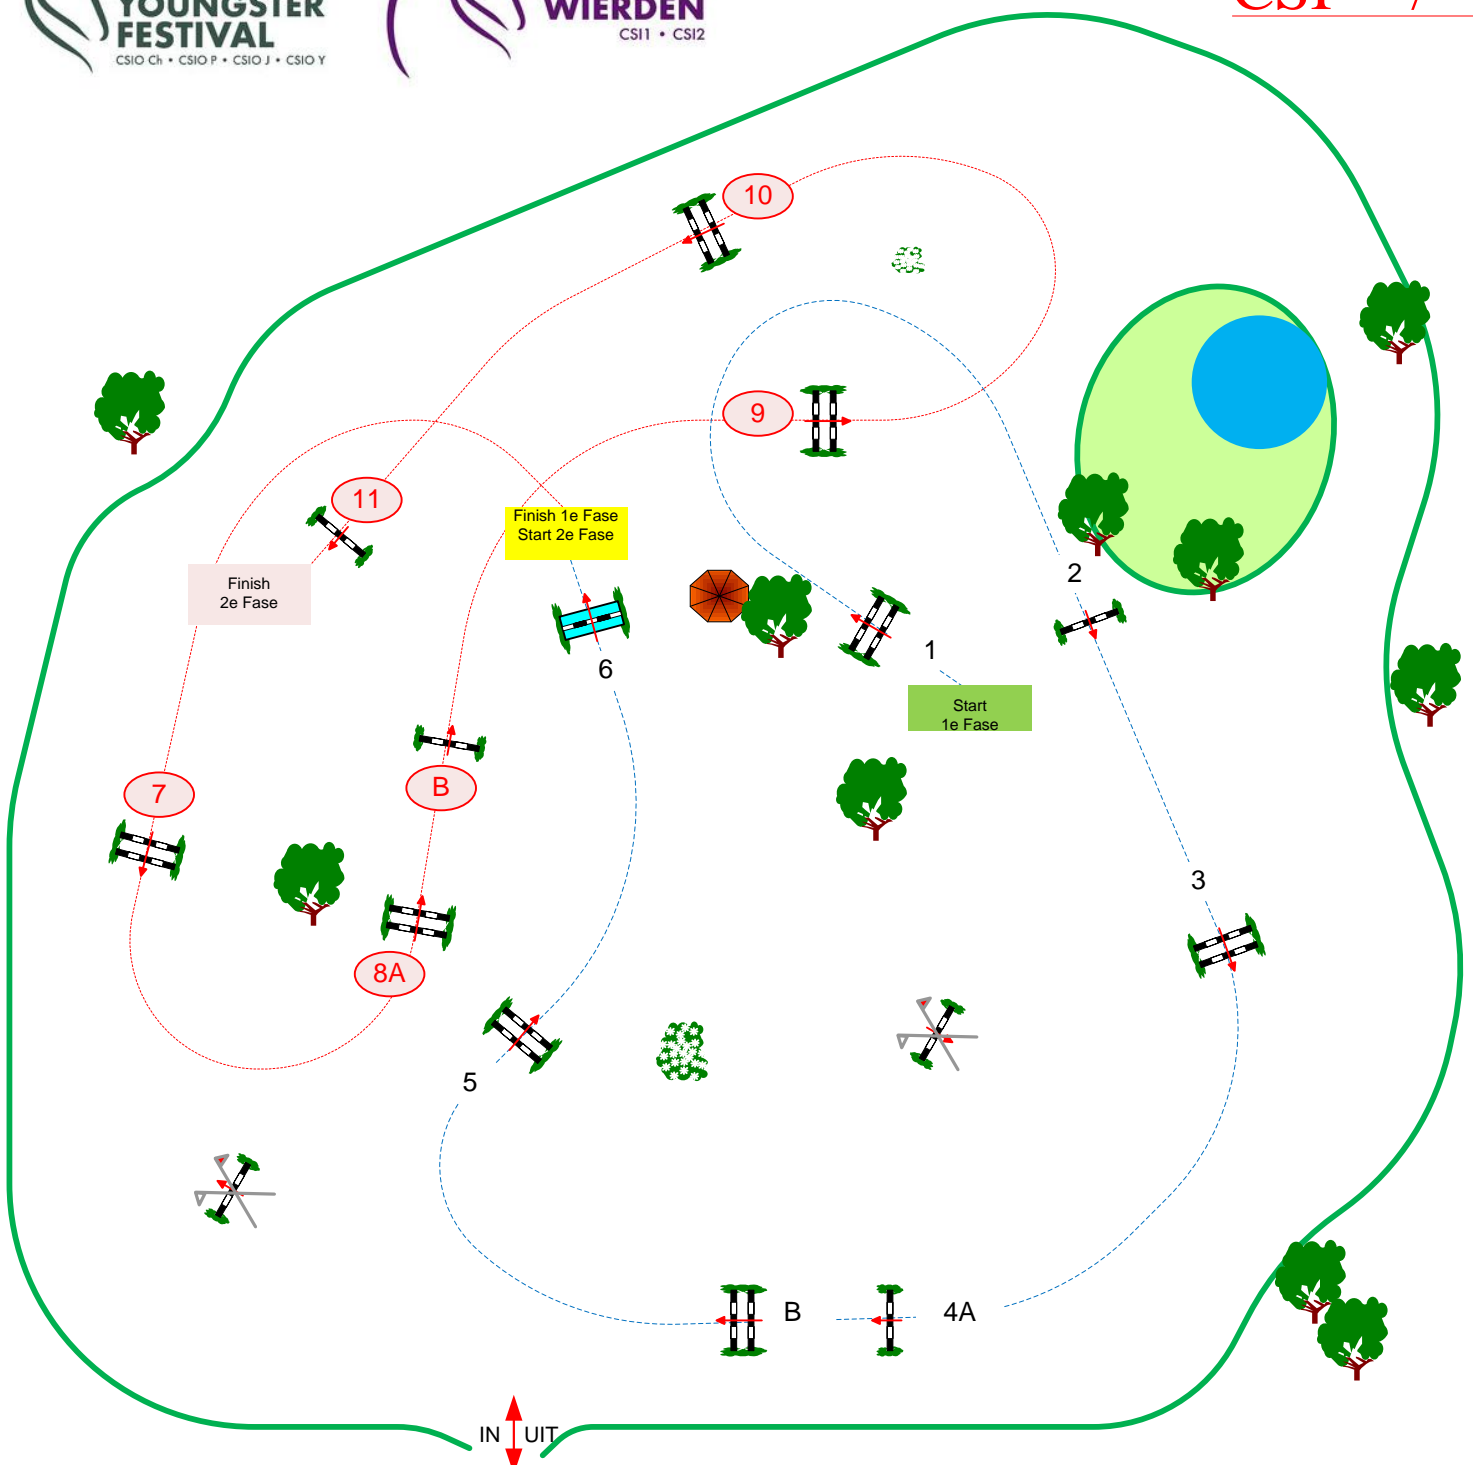 YOUNGSTER
FESTIVAL
CSIO Ch • CSIO P • CSIO J • CSIO Y
WIERDEN
CSI1 • CSI2
10
9
11
Finish 1e Fase
Start 2e Fase
Finish
2e Fase
2
1
6
Start
1e Fase
7
B
3
8A
5
B
4A
IN
UIT